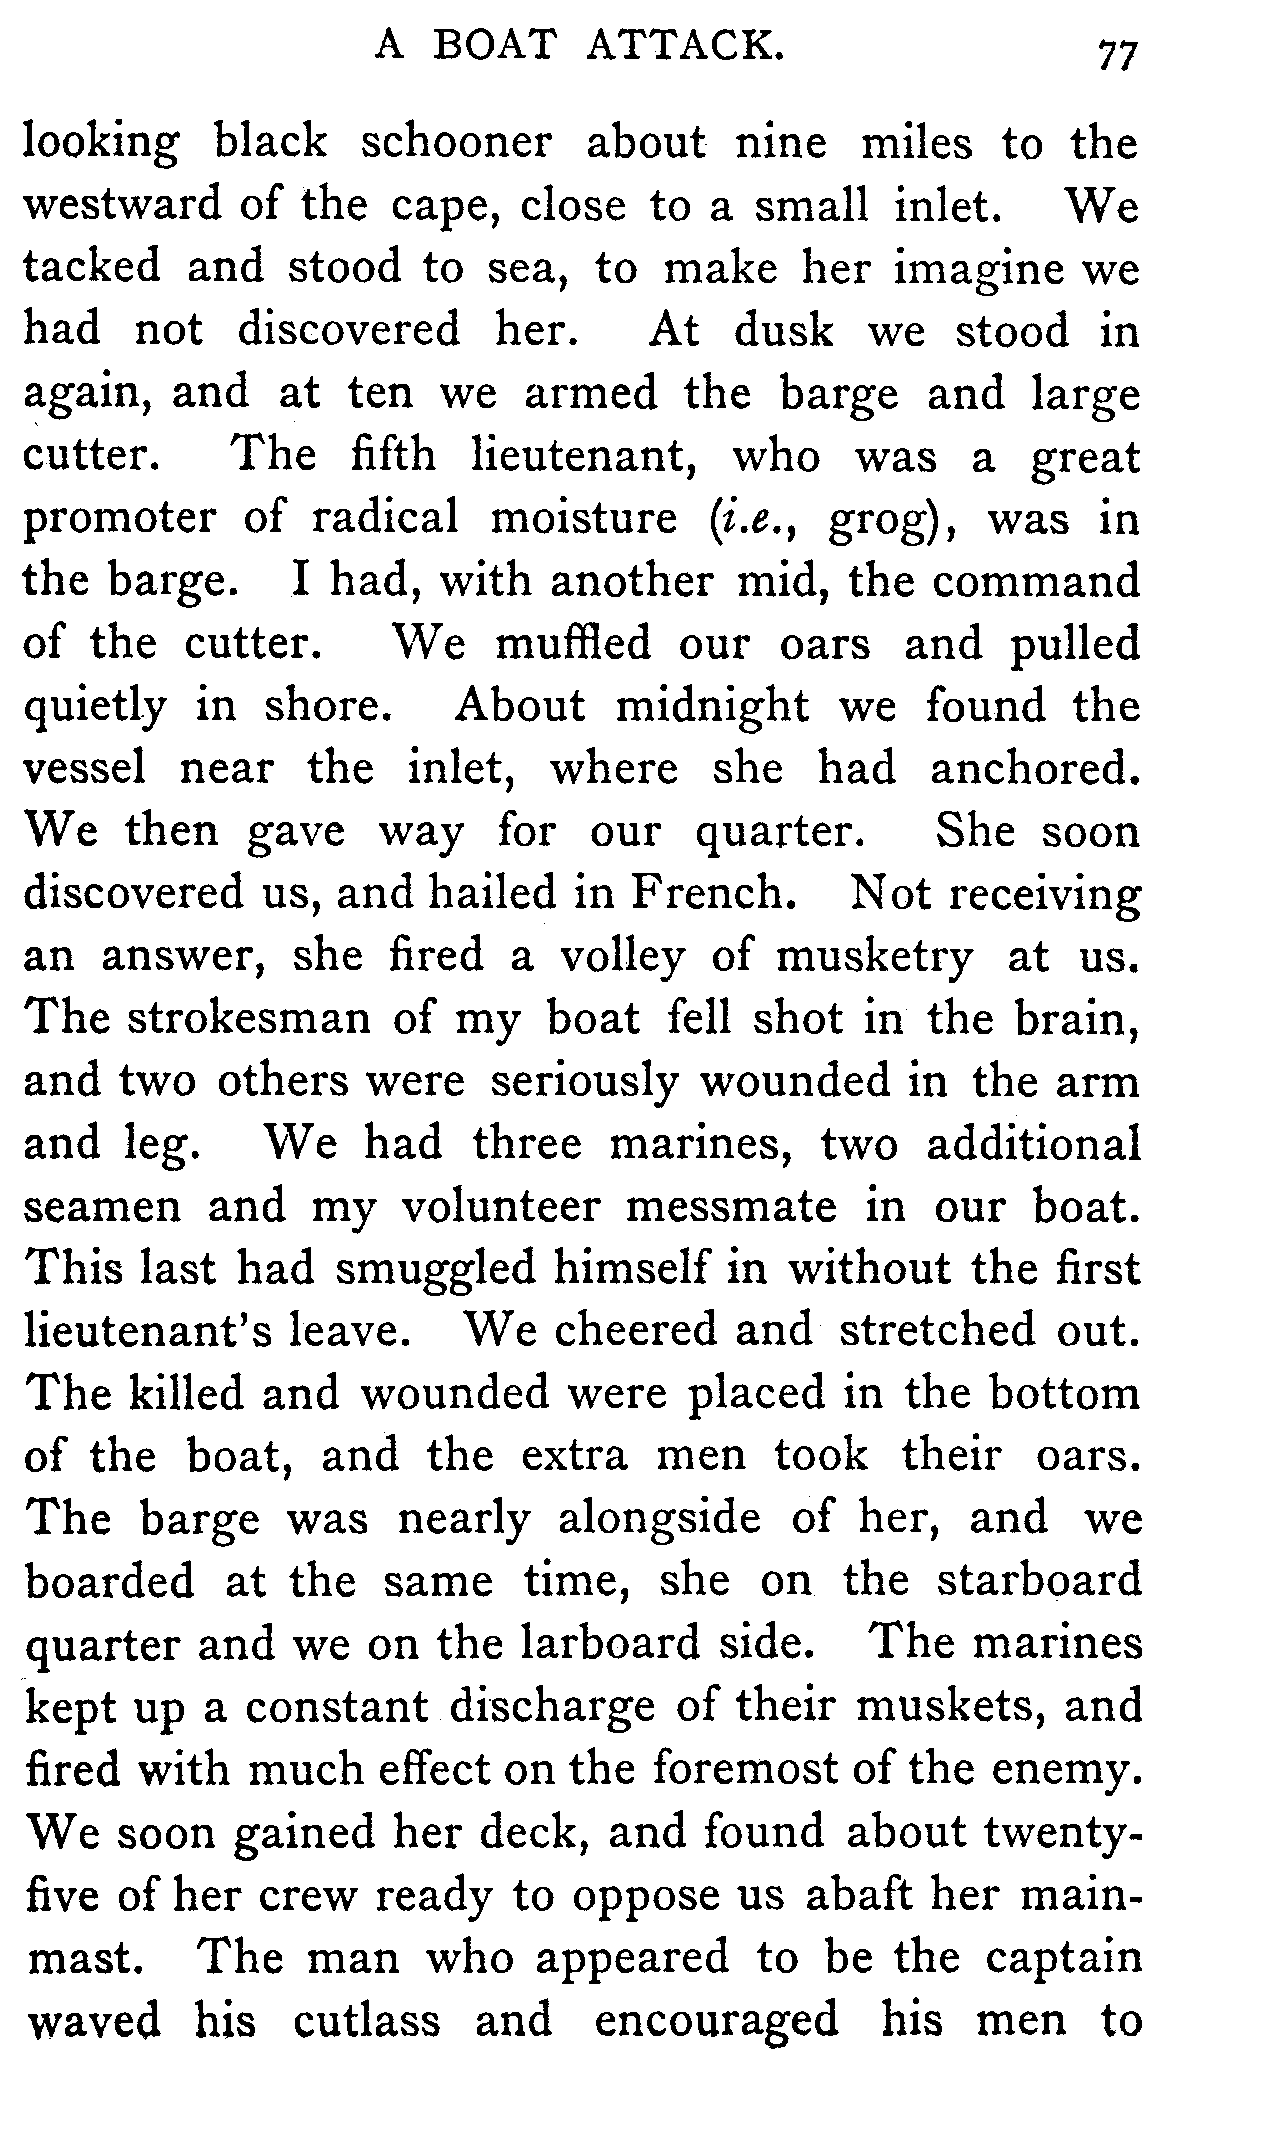 A BOAT ATTACK. 77
looking black schooner about nine miles to the
westward of the cape, close to a small inlet. We
tacked and stood to sea, to make her imagine we
had not discovered her. At dusk we stood in
again, and at ten we armed the barge and large
cutter. The fifth lieutenant, who was a great
promoter of radical moisture (i.e., grog), was in
the barge. I had, with another mid, the command
of the cutter. We muffled our oars and pulled
quietly in shore. About midnight we found the
vessel near the inlet, where she had anchored.
We then gave way for our quarter. She soon
discovered us, and hailed in French. Not receiving
an answer, she fired a volley of musketry at us.
The strokesman of my boat fell shot in the brain,
and two others were seriously wounded in the arm
and leg. We had three marines, two additional
seamen and my volunteer messmate in our boat.
This last had smuggled himself in without the first
lieutenant's leave. We cheered and stretched out.
The killed and wounded were placed in the bottom
of the boat, and the extra men took their oars.
The barge was nearly alongside of her, and we
boarded at the same time, she on the starboard
quarter and we on the larboard side. The marines
kept up a constant discharge of their muskets, and
fired with much effect on the foremost of the enemy.
We soon gained her deck, and found about twenty-
five of her crew ready to oppose us abaft her main-
mast. The man who appeared to be the captain
waved his cutlass and encouraged his men to